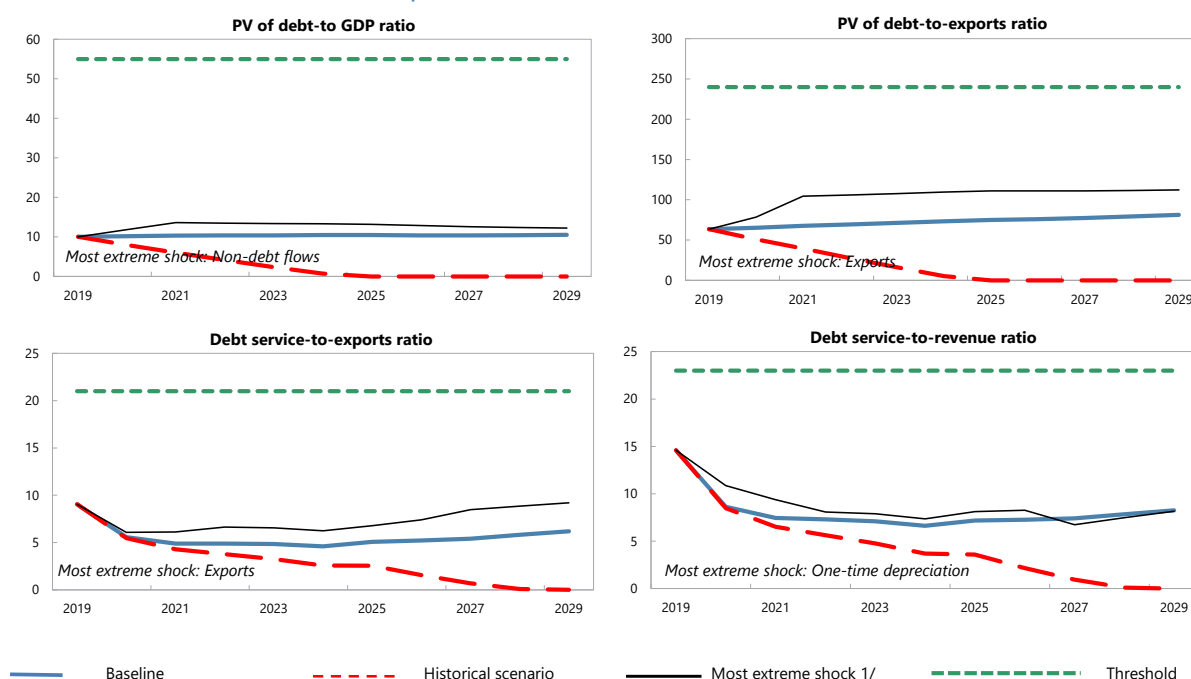 PV of debt-to GDP ratio
60
50
40
30
20
10
0
Most extreme shock: Non-debt flows
2019 2021 2023 2025 2027 2029
PV of debt-to-exports ratio
300
250
200
150
100
50
0
Most extreme shock: Exports
2019 2021 2023 2025 2027 2029
Debt service-to-exports ratio
25
20
15
10
5
0
Most extreme shock: Exports
2019 2021 2023 2025 2027 2029
Debt service-to-revenue ratio
25
20
15
10
5
0
Most extreme shock: One-time depreciation
2019 2021 2023 2025 2027 2029
Baseline Historical scenario Most extreme shock 1/ Threshold